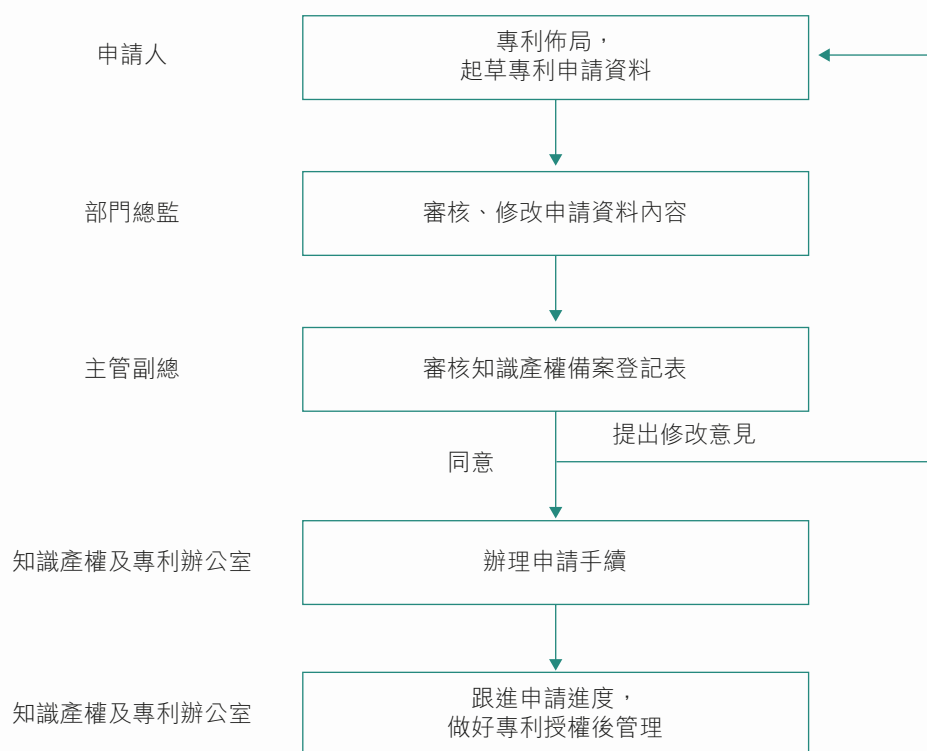 申請人
專利佈局，
起草專利申請資料
部門總監
審核、修改申請資料內容
主管副總
審核知識產權備案登記表
提出修改意見
同意
知識產權及專利辦公室
辦理申請手續
知識產權及專利辦公室
跟進申請進度，
做好專利授權後管理